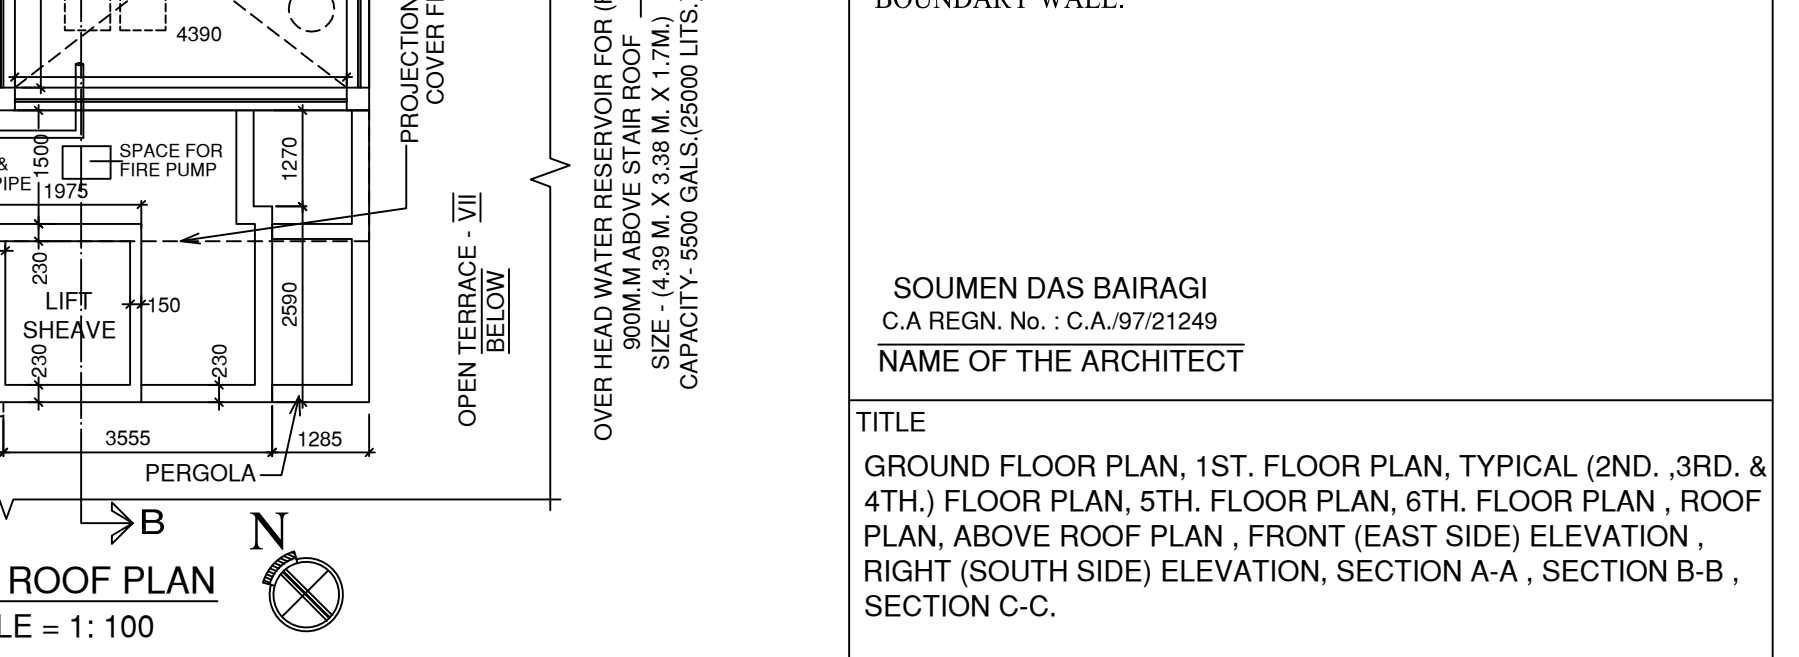 BOUNDARY WALL.
4390
PROJECTION
COVER
1500
SPACE FOR
FIRE PUMP
&
PIPE
1975
1270
230
LIFT
SHEAVE
150
230
230
2590
3555
1285
PERGOLA
OPEN TERRACE - VII
BELOW
OVER HEAD WATER RESERVOIR FOR
900M.M ABOVE STAIR ROOF
SIZE - (4.39 M. X 3.38 M. X 1.7M.)
CAPACITY- 5500 GALS.(25000 LITS.)
B
N
ROOF PLAN
= 1: 100
SOUMEN DAS BAIRAGI
C.A REGN. No. : C.A./97/21249
NAME OF THE ARCHITECT
TITLE
GROUND FLOOR PLAN, 1ST. FLOOR PLAN, TYPICAL (2ND. ,3RD. &
4TH.) FLOOR PLAN, 5TH. FLOOR PLAN, 6TH. FLOOR PLAN , ROOF
PLAN, ABOVE ROOF PLAN , FRONT (EAST SIDE) ELEVATION ,
RIGHT (SOUTH SIDE) ELEVATION, SECTION A-A , SECTION B-B ,
SECTION C-C.